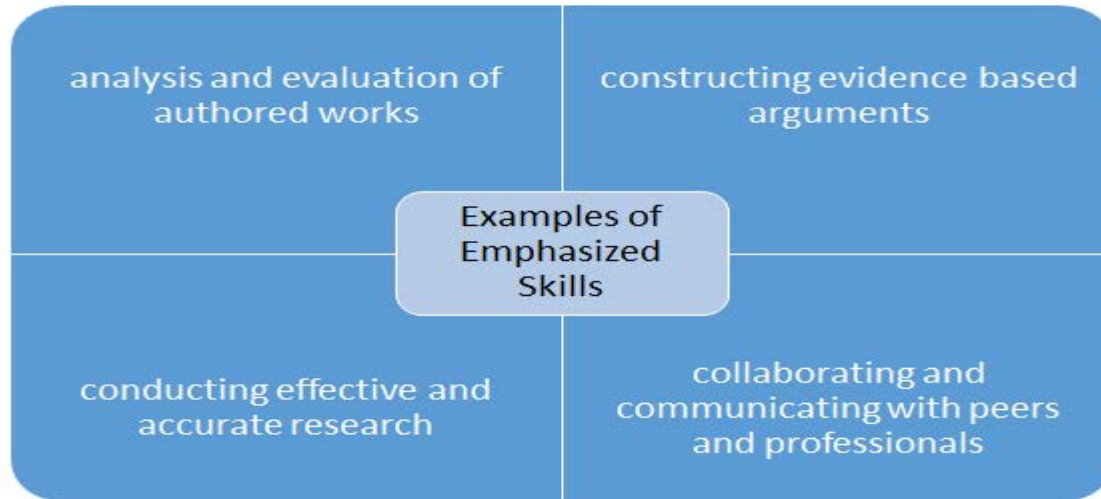 analysis and evaluation of
authored works
constructing evidence based
arguments
Examples of
Emphasized
Skills
conducting effective and
accurate research
collaborating and
communicating with peers
and professionals